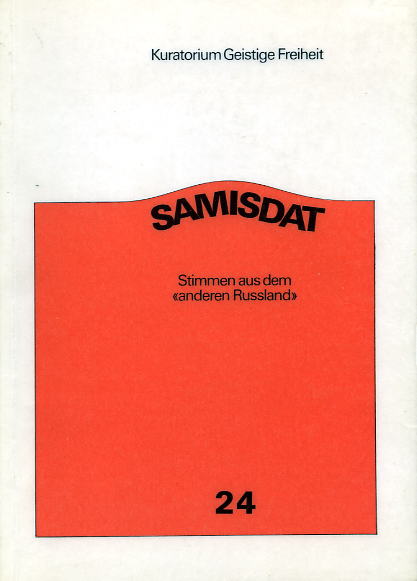 Kuratorium Geistige Freiheit
SAMISDAT
Stimmen aus dem
«anderen Russland»
24